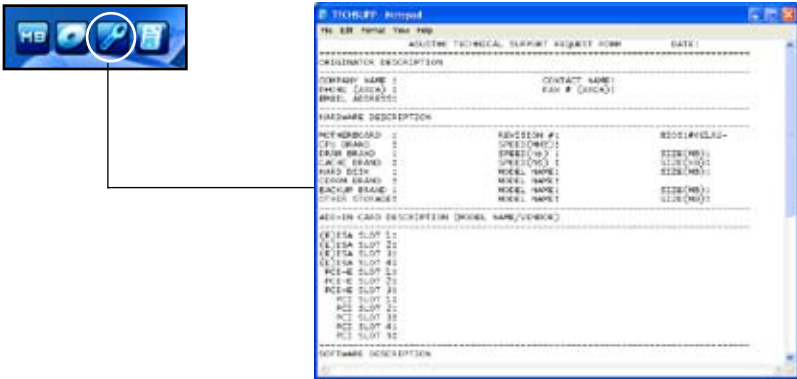 MB
TECHSUPP - Notepad
File Edit Format View Help
ASUSTEK TECHNICAL SUPPORT REQUEST FORM DATE:
ORIGINATOR DESCRIPTION
COMPANY NAME : CONTACT NAME:
PHONE (AREA) : FAX # (AREA):
EMAIL ADDRESS:
HARDWARE DESCRIPTION
MOTHERBOARD : REVISION #:
CPU BRAND : SPEED(MHZ):
DRAM BRAND : SPEED(ns) : SIZE(MB):
CACHE BRAND : SPEED(ns) : SIZE(KB):
HARD DISK : MODEL NAME: SIZE(MB):
CDROM BRAND : MODEL NAME:
BACKUP BRAND : MODEL NAME: SIZE(MB):
OTHER STORAGE: MODEL NAME: SIZE(MB):
ADD-IN CARD DESCRIPTION (MODEL NAME/VENDOR)
(E)ISA SLOT 1:
(E)ISA SLOT 2:
(E)ISA SLOT 3:
(E)ISA SLOT 4:
PCI-E SLOT 1:
PCI-E SLOT 2:
PCI-E SLOT 3:
PCI SLOT 1:
PCI SLOT 2:
PCI SLOT 3:
PCI SLOT 4:
PCI SLOT 5:
SOFTWARE DESCRIPTION